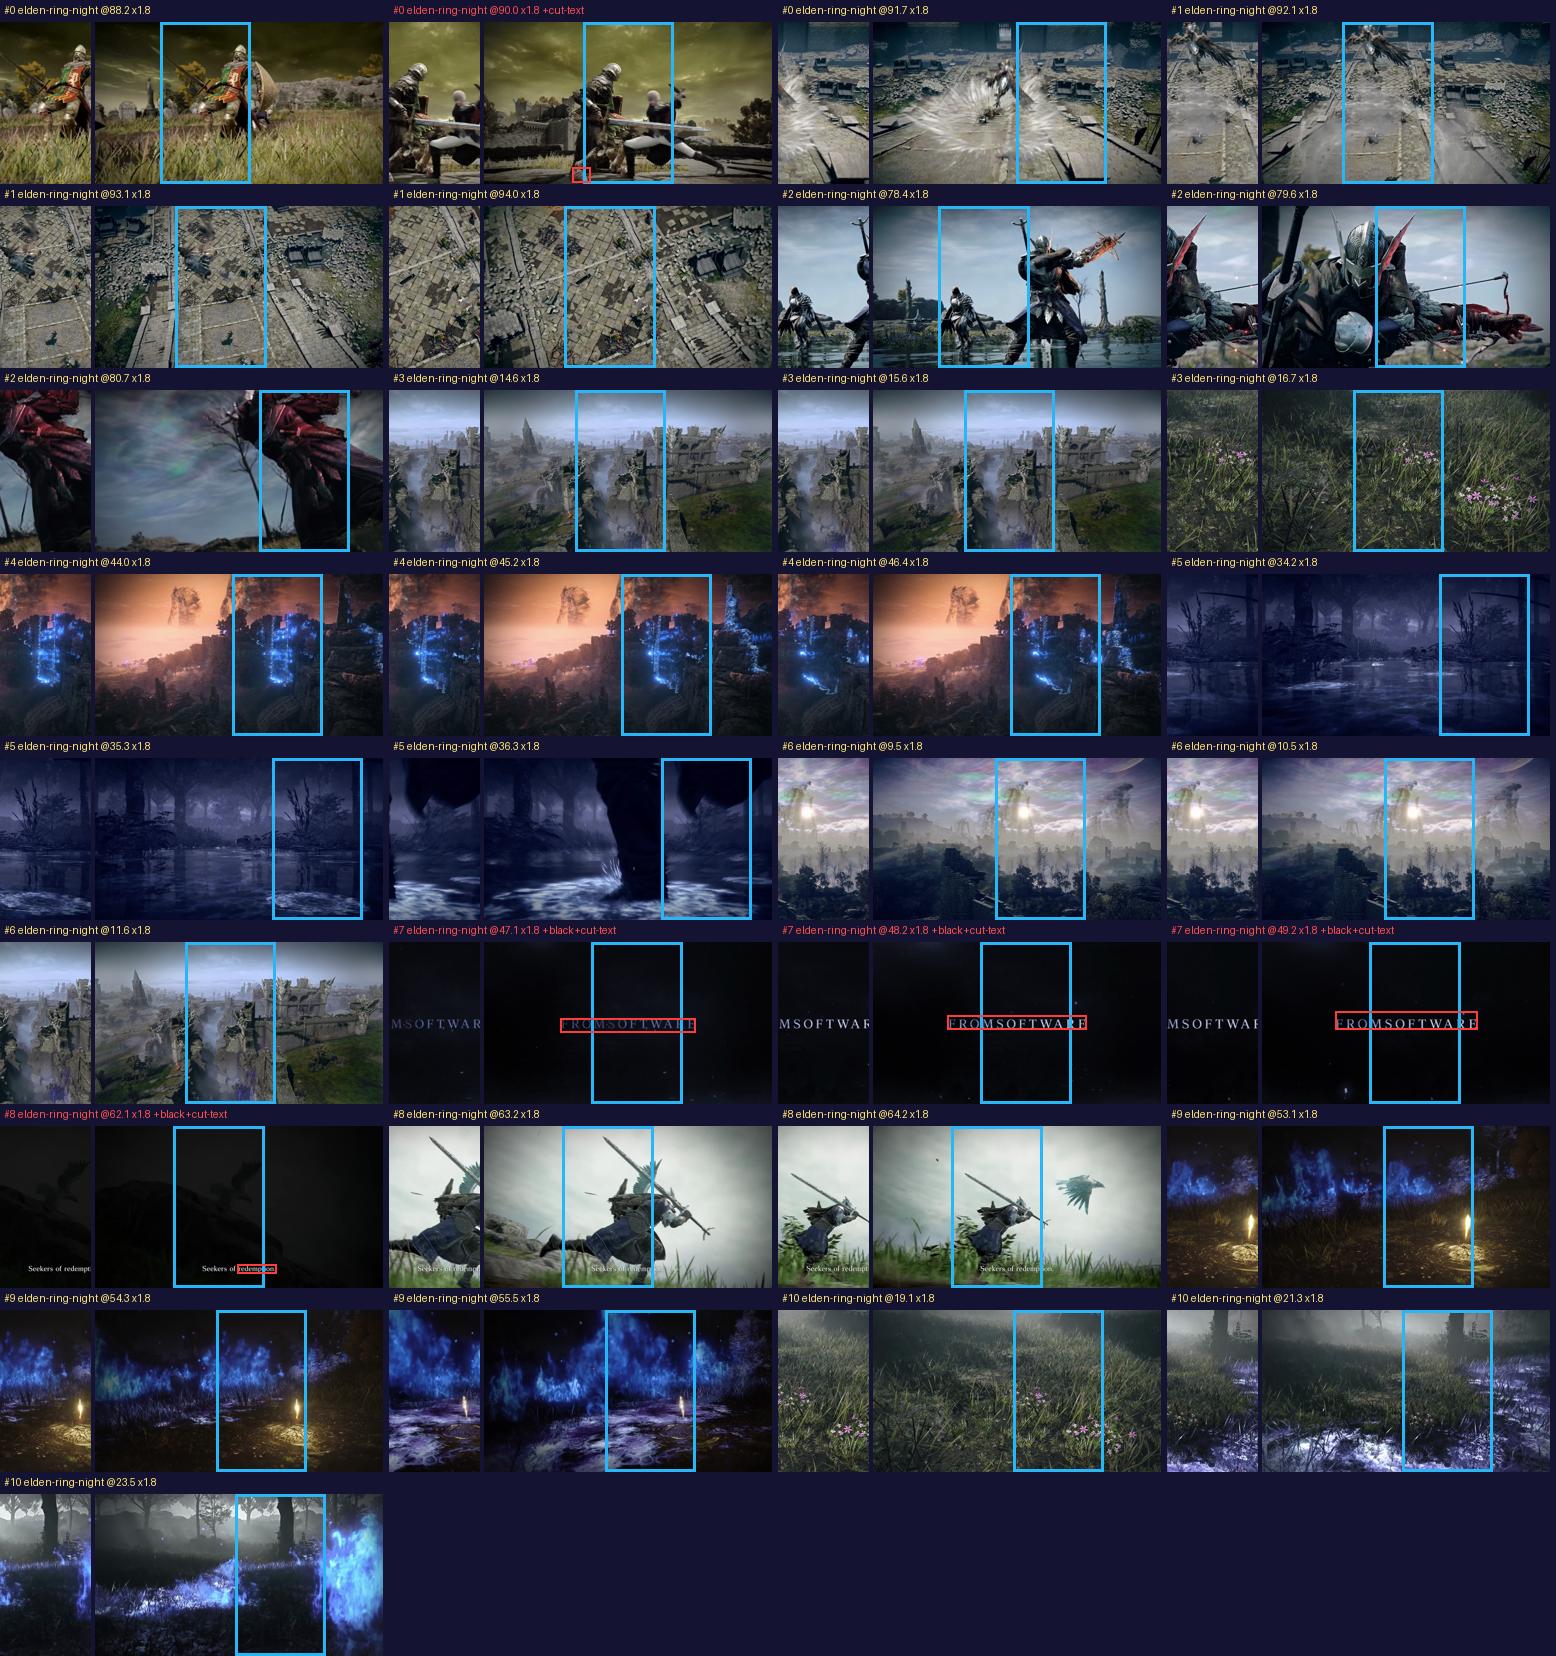 #0 elden-ring-night @88.2 x1.8
#0 elden-ring-night @90.0 x1.8 +cut-text
#0 elden-ring-night @91.7 x1.8
#1 elden-ring-night @92.1 x1.8
#1 elden-ring-night @93.1 x1.8
#1 elden-ring-night @94.0 x1.8
#2 elden-ring-night @78.4 x1.8
#2 elden-ring-night @79.6 x1.8
#2 elden-ring-night @80.7 x1.8
#3 elden-ring-night @14.6 x1.8
#3 elden-ring-night @15.6 x1.8
#3 elden-ring-night @16.7 x1.8
#4 elden-ring-night @44.0 x1.8
#4 elden-ring-night @45.2 x1.8
#4 elden-ring-night @46.4 x1.8
#5 elden-ring-night @34.2 x1.8
#5 elden-ring-night @35.3 x1.8
#5 elden-ring-night @36.3 x1.8
#6 elden-ring-night @9.5 x1.8
#6 elden-ring-night @10.5 x1.8
#6 elden-ring-night @11.6 x1.8
#7 elden-ring-night @47.1 x1.8 +black+cut-text
#7 elden-ring-night @48.2 x1.8 +black+cut-text
#7 elden-ring-night @49.2 x1.8 +black+cut-text
MSOFTWAR
FROMSOFTWARE
MSOFTWAR
FROMSOFTWARE
MSOFTWAR
FROMSOFTWARE
#8 elden-ring-night @62.1 x1.8 +black+cut-text
#8 elden-ring-night @63.2 x1.8
#8 elden-ring-night @64.2 x1.8
#9 elden-ring-night @53.1 x1.8
Seekers of redempt
Seekers of redemption.
Seekers of redemp
Seekers of redemp
Seekers of redempt
Seekers of redemption.
#9 elden-ring-night @54.3 x1.8
#9 elden-ring-night @55.5 x1.8
#10 elden-ring-night @19.1 x1.8
#10 elden-ring-night @21.3 x1.8
#10 elden-ring-night @23.5 x1.8